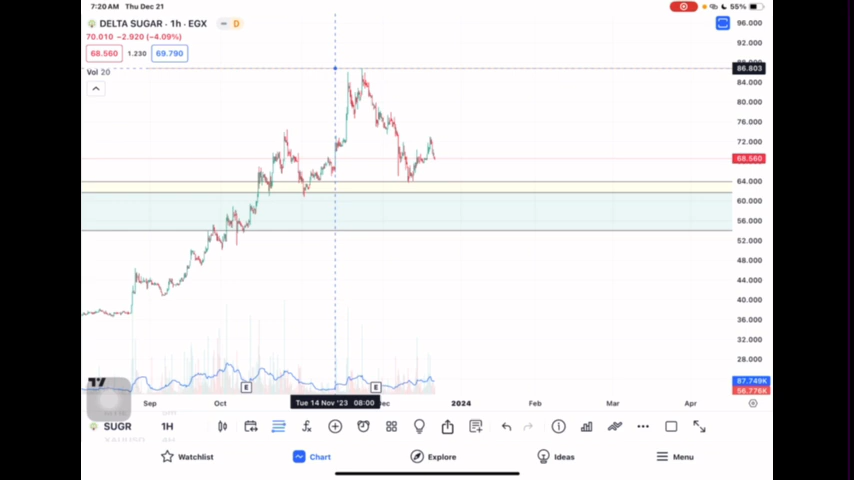 7:20 AM Thu Dec 21
55%
DELTA SUGAR · 1h · EGX
D
70.010 -2.920 (-4.09%)
68.560 1.230 69.790
Vol 20
96.000
92.000
86.803
84.000
80.000
76.000
72.000
68.560
64.000
60.000
56.000
52.000
48.000
44.000
40.000
36.000
32.000
28.000
87.749K
56.776K
E E
Sep Oct Tue 14 Nov '23 08:00 Dec 2024 Feb Mar Apr
SUGR 1H
Watchlist Chart Explore Ideas Menu